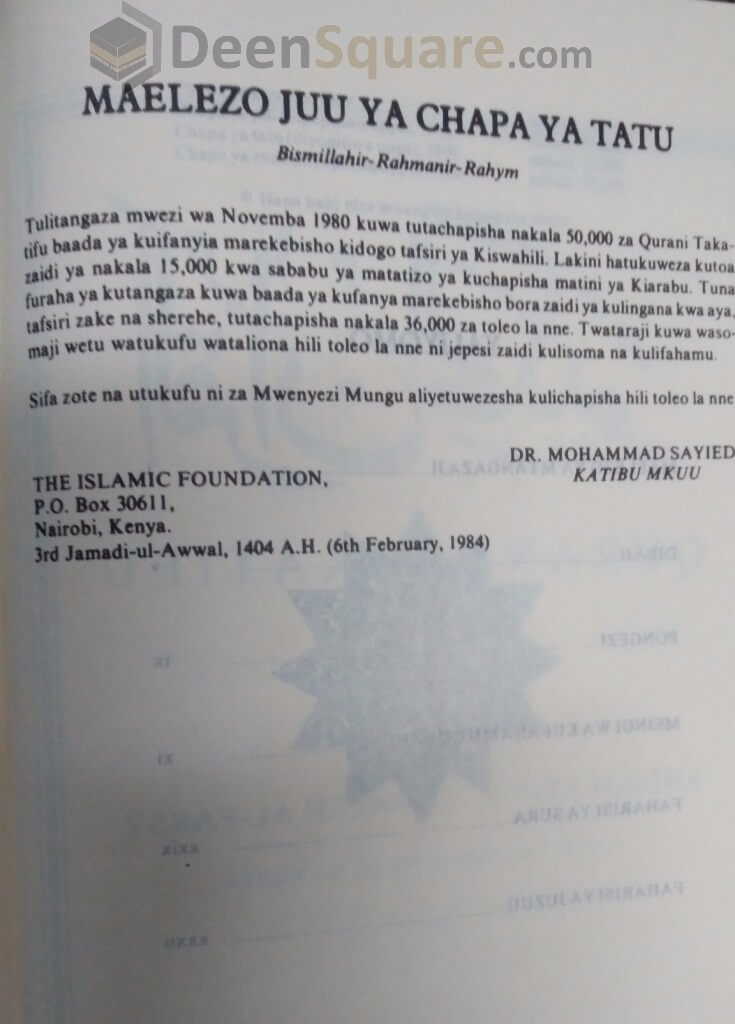 DeenSquare.com
MAELEZO JUU YA CHAPA YA TATU
Bismillahir-Rahmanir-Rahym
Tulitangaza mwezi wa Novemba 1980 kuwa tutachapisha nakala 50,000 za Qurani Taka-
tifu baada ya kuifanyia marekebisho kidogo tafsiri ya Kiswahili. Lakini hatukuweza kutoa
zaidi ya nakala 15,000 kwa sababu ya matatizo ya kuchapisha matini ya Kiarabu. Tuna
furaha ya kutangaza kuwa baada ya kufanya marekebisho bora zaidi ya kulingana kwa aya,
tafsiri zake na sherehe, tutachapisha nakala 36,000 za toleo la nne. Twataraji kuwa waso-
maji wetu watukufu wataliona hili toleo la nne ni jepesi zaidi kulisoma na kulifahamu.
Sifa zote na utukufu ni za Mwenyezi Mungu aliyetuwezesha kulichapisha hili toleo la nne
DR. MOHAMMAD SAYIED
KATIBU MKUU
THE ISLAMIC FOUNDATION,
P.O. Box 30611,
Nairobi, Kenya.
3rd Jamadi-ul-Awwal, 1404 A.H. (6th February, 1984)